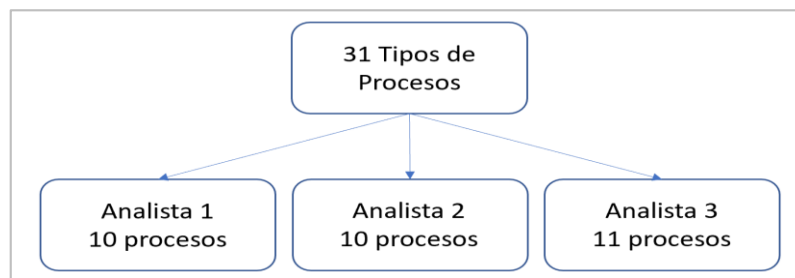 31 Tipos de
Procesos
Analista 1
10 procesos
Analista 2
10 procesos
Analista 3
11 procesos